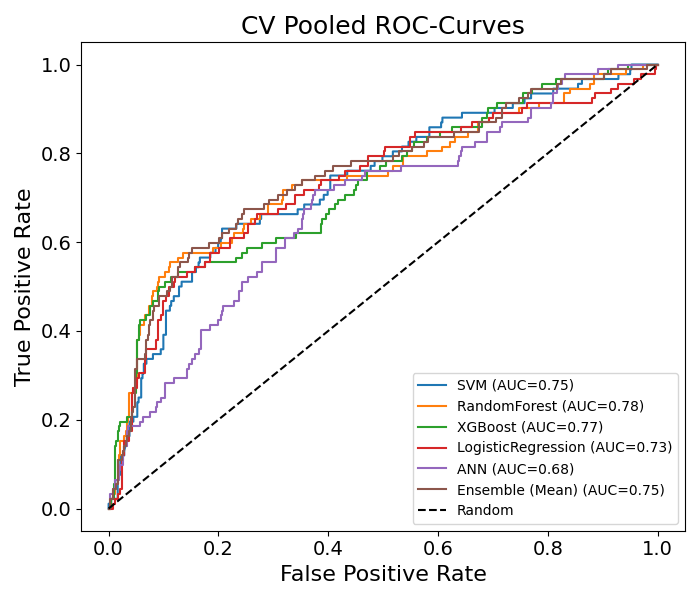 CV Pooled ROC-Curves
True Positive Rate
1.0
0.8
0.6
0.4
0.2
0.0
SVM (AUC=0.75)
RandomForest (AUC=0.78)
XGBoost (AUC=0.77)
LogisticRegression (AUC=0.73)
ANN (AUC=0.68)
Ensemble (Mean) (AUC=0.75)
Random
0.0 0.2 0.4 0.6 0.8 1.0
False Positive Rate